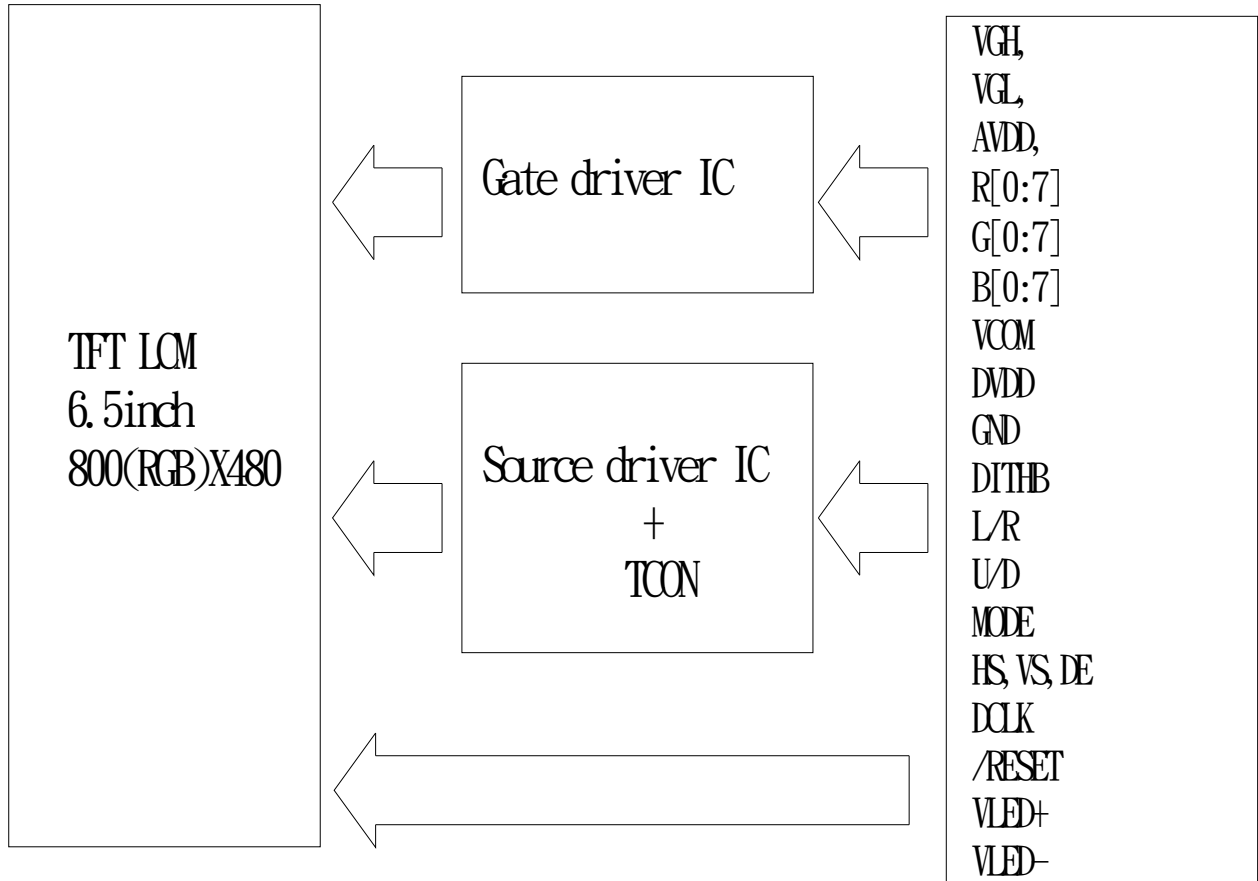 TFT LCM
6.5inch
800(RGB)X480
Gate driver IC
Source driver IC
+
TCON
VGH,
VGL,
AVDD,
R[0:7]
G[0:7]
B[0:7]
VCOM
DVDD
GND
DITHB
L/R
U/D
MODE
HS,VS,DE
DCLK
/RESET
VLED+
VLED-